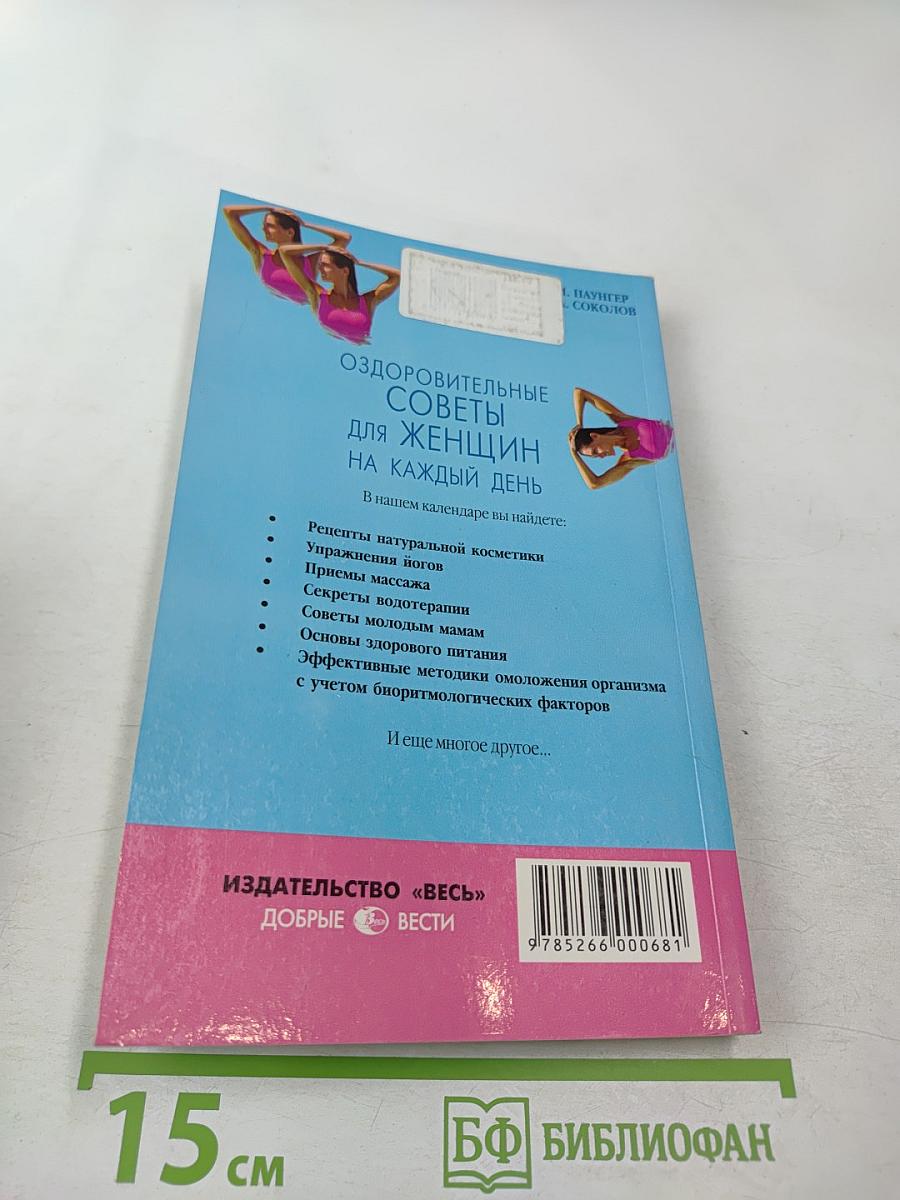 ПАУНГЕР
СОКОЛОВ
ОЗДОРОВИТЕЛЬНЫЕ
СОВЕТЫ
ДЛЯ ЖЕНЩИН
НА КАЖДЫЙ ДЕНЬ
В нашем календаре вы найдете:
• Рецепты натуральной косметики
• Упражнения йогов
• Приемы массажа
• Секреты водотерапии
• Советы молодым мамам
• Основы здорового питания
• Эффективные методики омоложения организма
с учетом биоритмологических факторов
И еще многое другое...
ИЗДАТЕЛЬСТВО «ВЕСЬ»
ДОБРЫЕ Весь ВЕСТИ
9785266000681
15 см
БФ БИБЛИОФАН